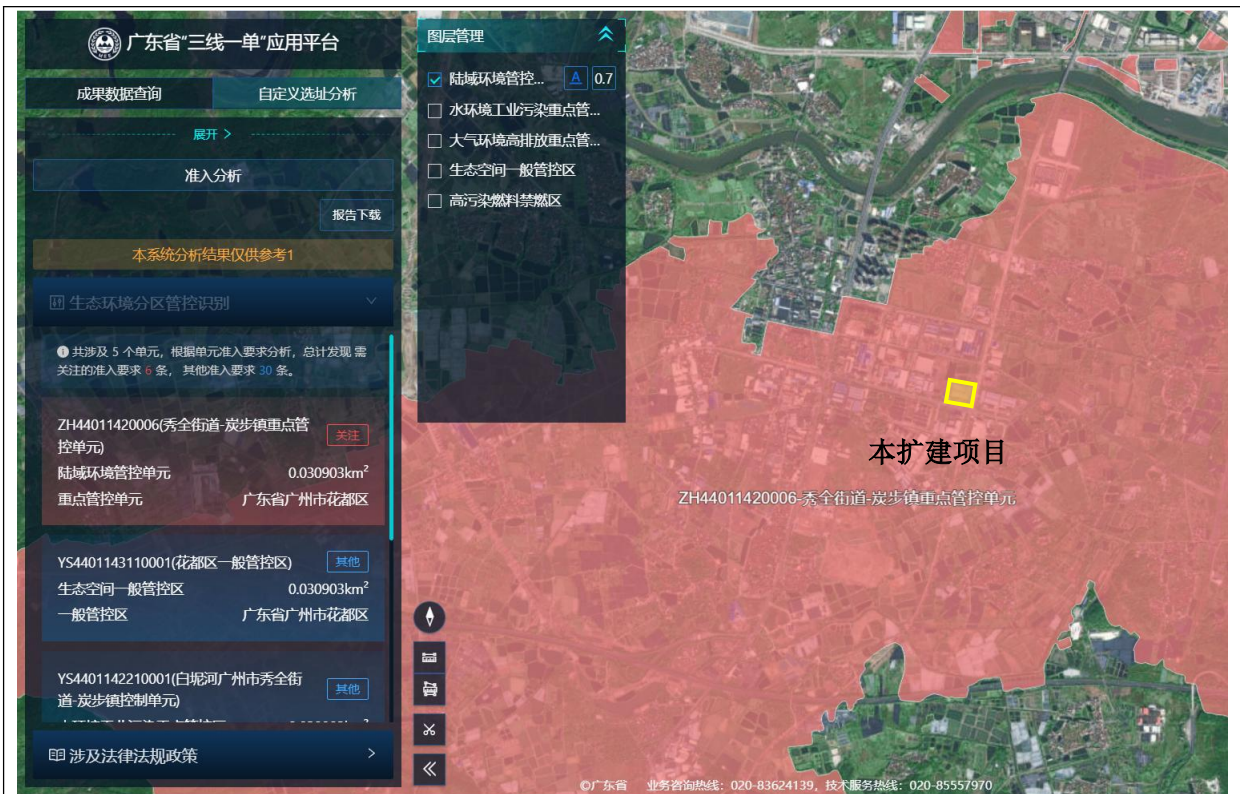 广东省“三线一单”应用平台
成果数据查询
自定义选址分析
展开 >
准入分析
报告下载
本系统分析结果仅供参考1
生态环境分区管控识别
共涉及 5 个单元，根据单元准入要求分析，总计发现 需
关注的准入要求 6 条， 其他准入要求 30 条。
ZH44011420006(秀全街道-炭步镇重点管
控单元)
关注
陆域环境管控单元
0.030903km²
重点管控单元
广东省广州市花都区
YS4401143110001(花都区一般管控区)
其他
生态空间一般管控区
0.030903km²
一般管控区
广东省广州市花都区
YS4401142210001(白坭河广州市秀全街
道-炭步镇控制单元)
其他
涉及法律法规政策 >
图层管理
陆域环境管控... A 0.7
水环境工业污染重点管...
大气环境高排放重点管...
生态空间一般管控区
高污染燃料禁燃区
本扩建项目
ZH44011420006-秀全街道-炭步镇重点管控单元
©广东省 业务咨询热线：020-83624139，技术服务热线：020-85557970